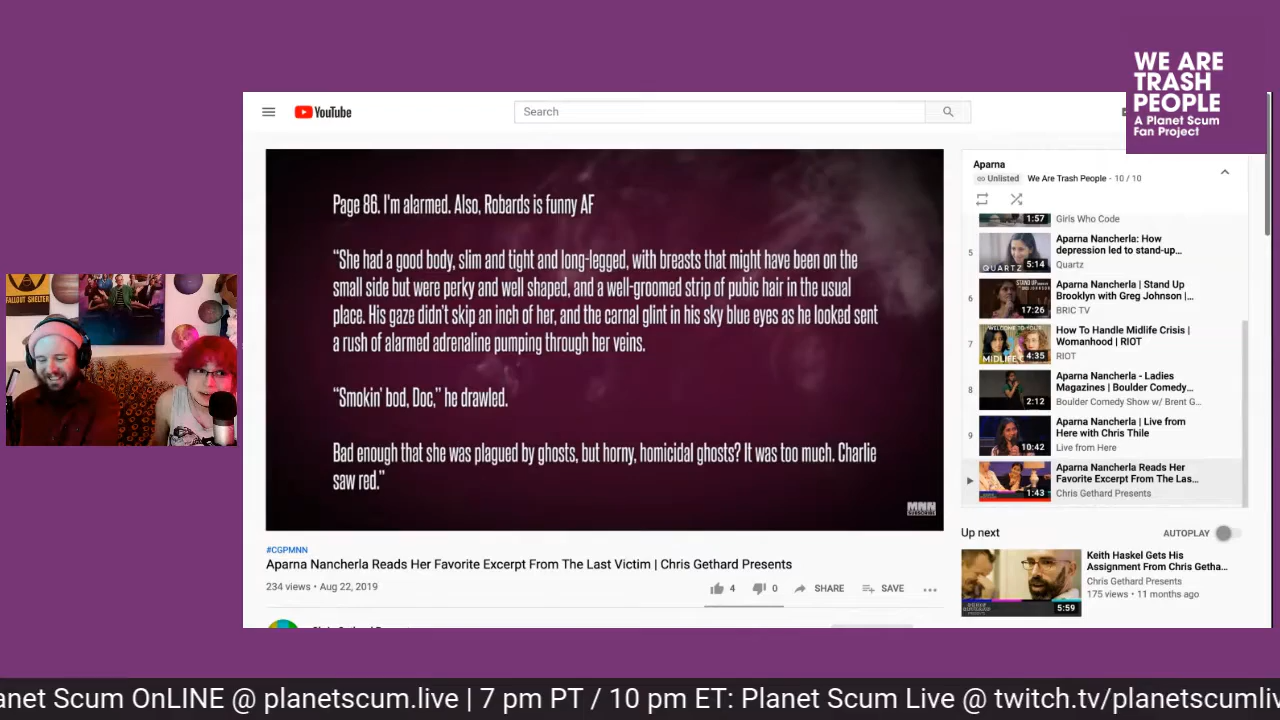 WE ARE
TRASH
PEOPLE
A Planet Scum
Fan Project
YouTube
Search
Page 86. I'm alarmed. Also, Robards is funny AF
“She had a good body, slim and tight and long-legged, with breasts that might have been on the
small side but were perky and well shaped, and a well-groomed strip of pubic hair in the usual
place. His gaze didn't skip an inch of her, and the carnal glint in his sky blue eyes as he looked sent
a rush of alarmed adrenaline pumping through her veins.
“Smokin' bod, Doc,” he drawled.
Bad enough that she was plagued by ghosts, but horny, homicidal ghosts? It was too much. Charlie
saw red.”
MNN
#CGPMNN
Aparna Nancherla Reads Her Favorite Excerpt From The Last Victim | Chris Gethard Presents
234 views • Aug 22, 2019
4
0
SHARE
SAVE
Aparna
Unlisted We Are Trash People - 10 / 10
1:57
Girls Who Code
5
QUARTZ
5:14
Aparna Nancherla: How
depression led to stand-up...
Quartz
6
17:26
Aparna Nancherla | Stand Up
Brooklyn with Greg Johnson |...
BRIC TV
7
4:35
How To Handle Midlife Crisis |
Womanhood | RIOT
RIOT
8
2:12
Aparna Nancherla - Ladies
Magazines | Boulder Comedy...
Boulder Comedy Show w/ Brent G...
9
10:42
Aparna Nancherla | Live from
Here with Chris Thile
Live from Here
1:43
Aparna Nancherla Reads Her
Favorite Excerpt From The Las...
Chris Gethard Presents
Up next
AUTOPLAY
5:59
Keith Haskel Gets His
Assignment From Chris Getha...
Chris Gethard Presents
175 views • 11 months ago
FALLOUT SHELTER
anet Scum OnLINE @ planetscum.live | 7 pm PT / 10 pm ET: Planet Scum Live @ twitch.tv/planetscumliv